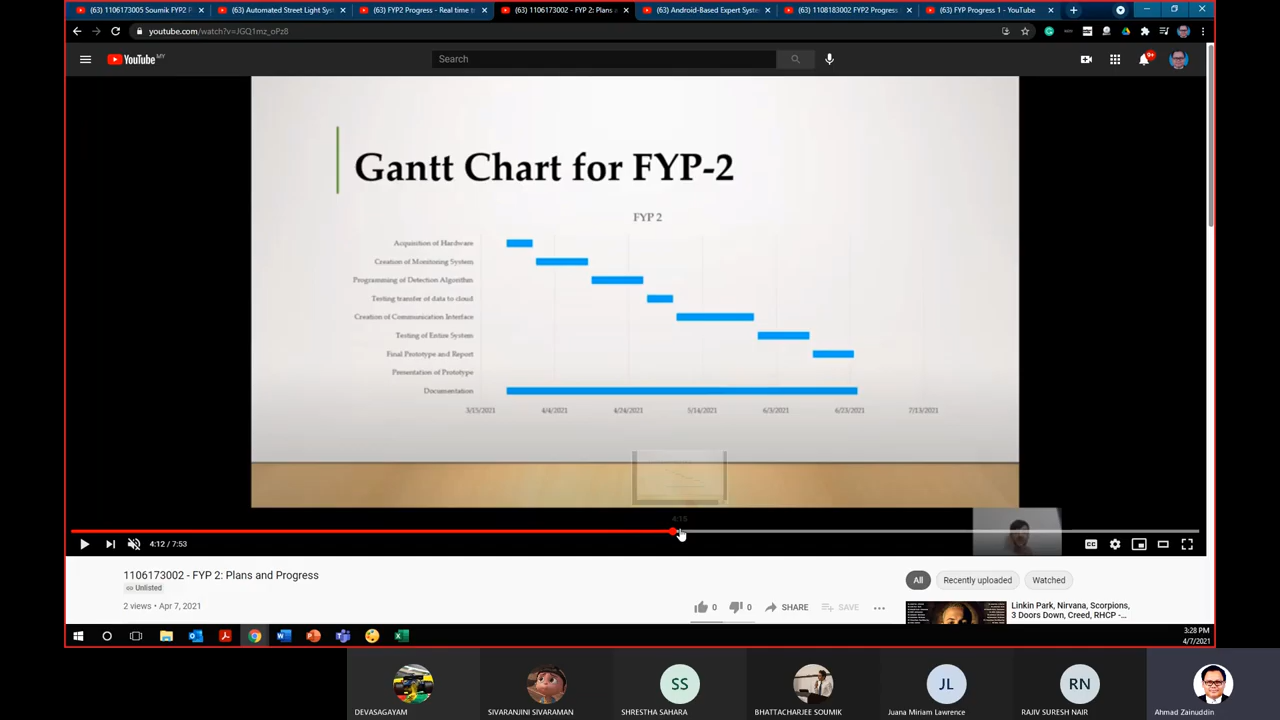 (63) 1106173005 Soumik FYP2 P
(63) Automated Street Light Sys
(63) FYP2 Progress - Real time t
(63) 1106173002 - FYP 2: Plans a
(63) Android-Based Expert Syste
(63) 1108183002 FYP2 Progress
(63) FYP Progress 1 - YouTube
youtube.com/watch?v=JGQ1mz_oPz8
YouTube MY
Search
9+
Gantt Chart for FYP-2
FYP 2
Acquisition of Hardware
Creation of Monitoring System
Programming of Detection Algorithm
Testing transfer of data to cloud
Creation of Communication Interface
Testing of Entire System
Final Prototype and Report
Presentation of Prototype
Documentation
3/15/2021 4/4/2021 4/24/2021 5/14/2021 6/3/2021 6/23/2021 7/13/2021
4:15
4:12 / 7:53
1106173002 - FYP 2: Plans and Progress
Unlisted
2 views • Apr 7, 2021
0 0 SHARE SAVE
All Recently uploaded Watched
Linkin Park, Nirvana, Scorpions,
3 Doors Down, Creed, RHCP -...
3:28 PM
4/7/2021
SS JL RN
DEVASAGAYAM
SIVARANJINI SIVARAMAN
SHRESTHA SAHARA
BHATTACHARJEE SOUMIK
Juana Miriam Lawrence
RAJIV SURESH NAIR
Ahmad Zainuddin